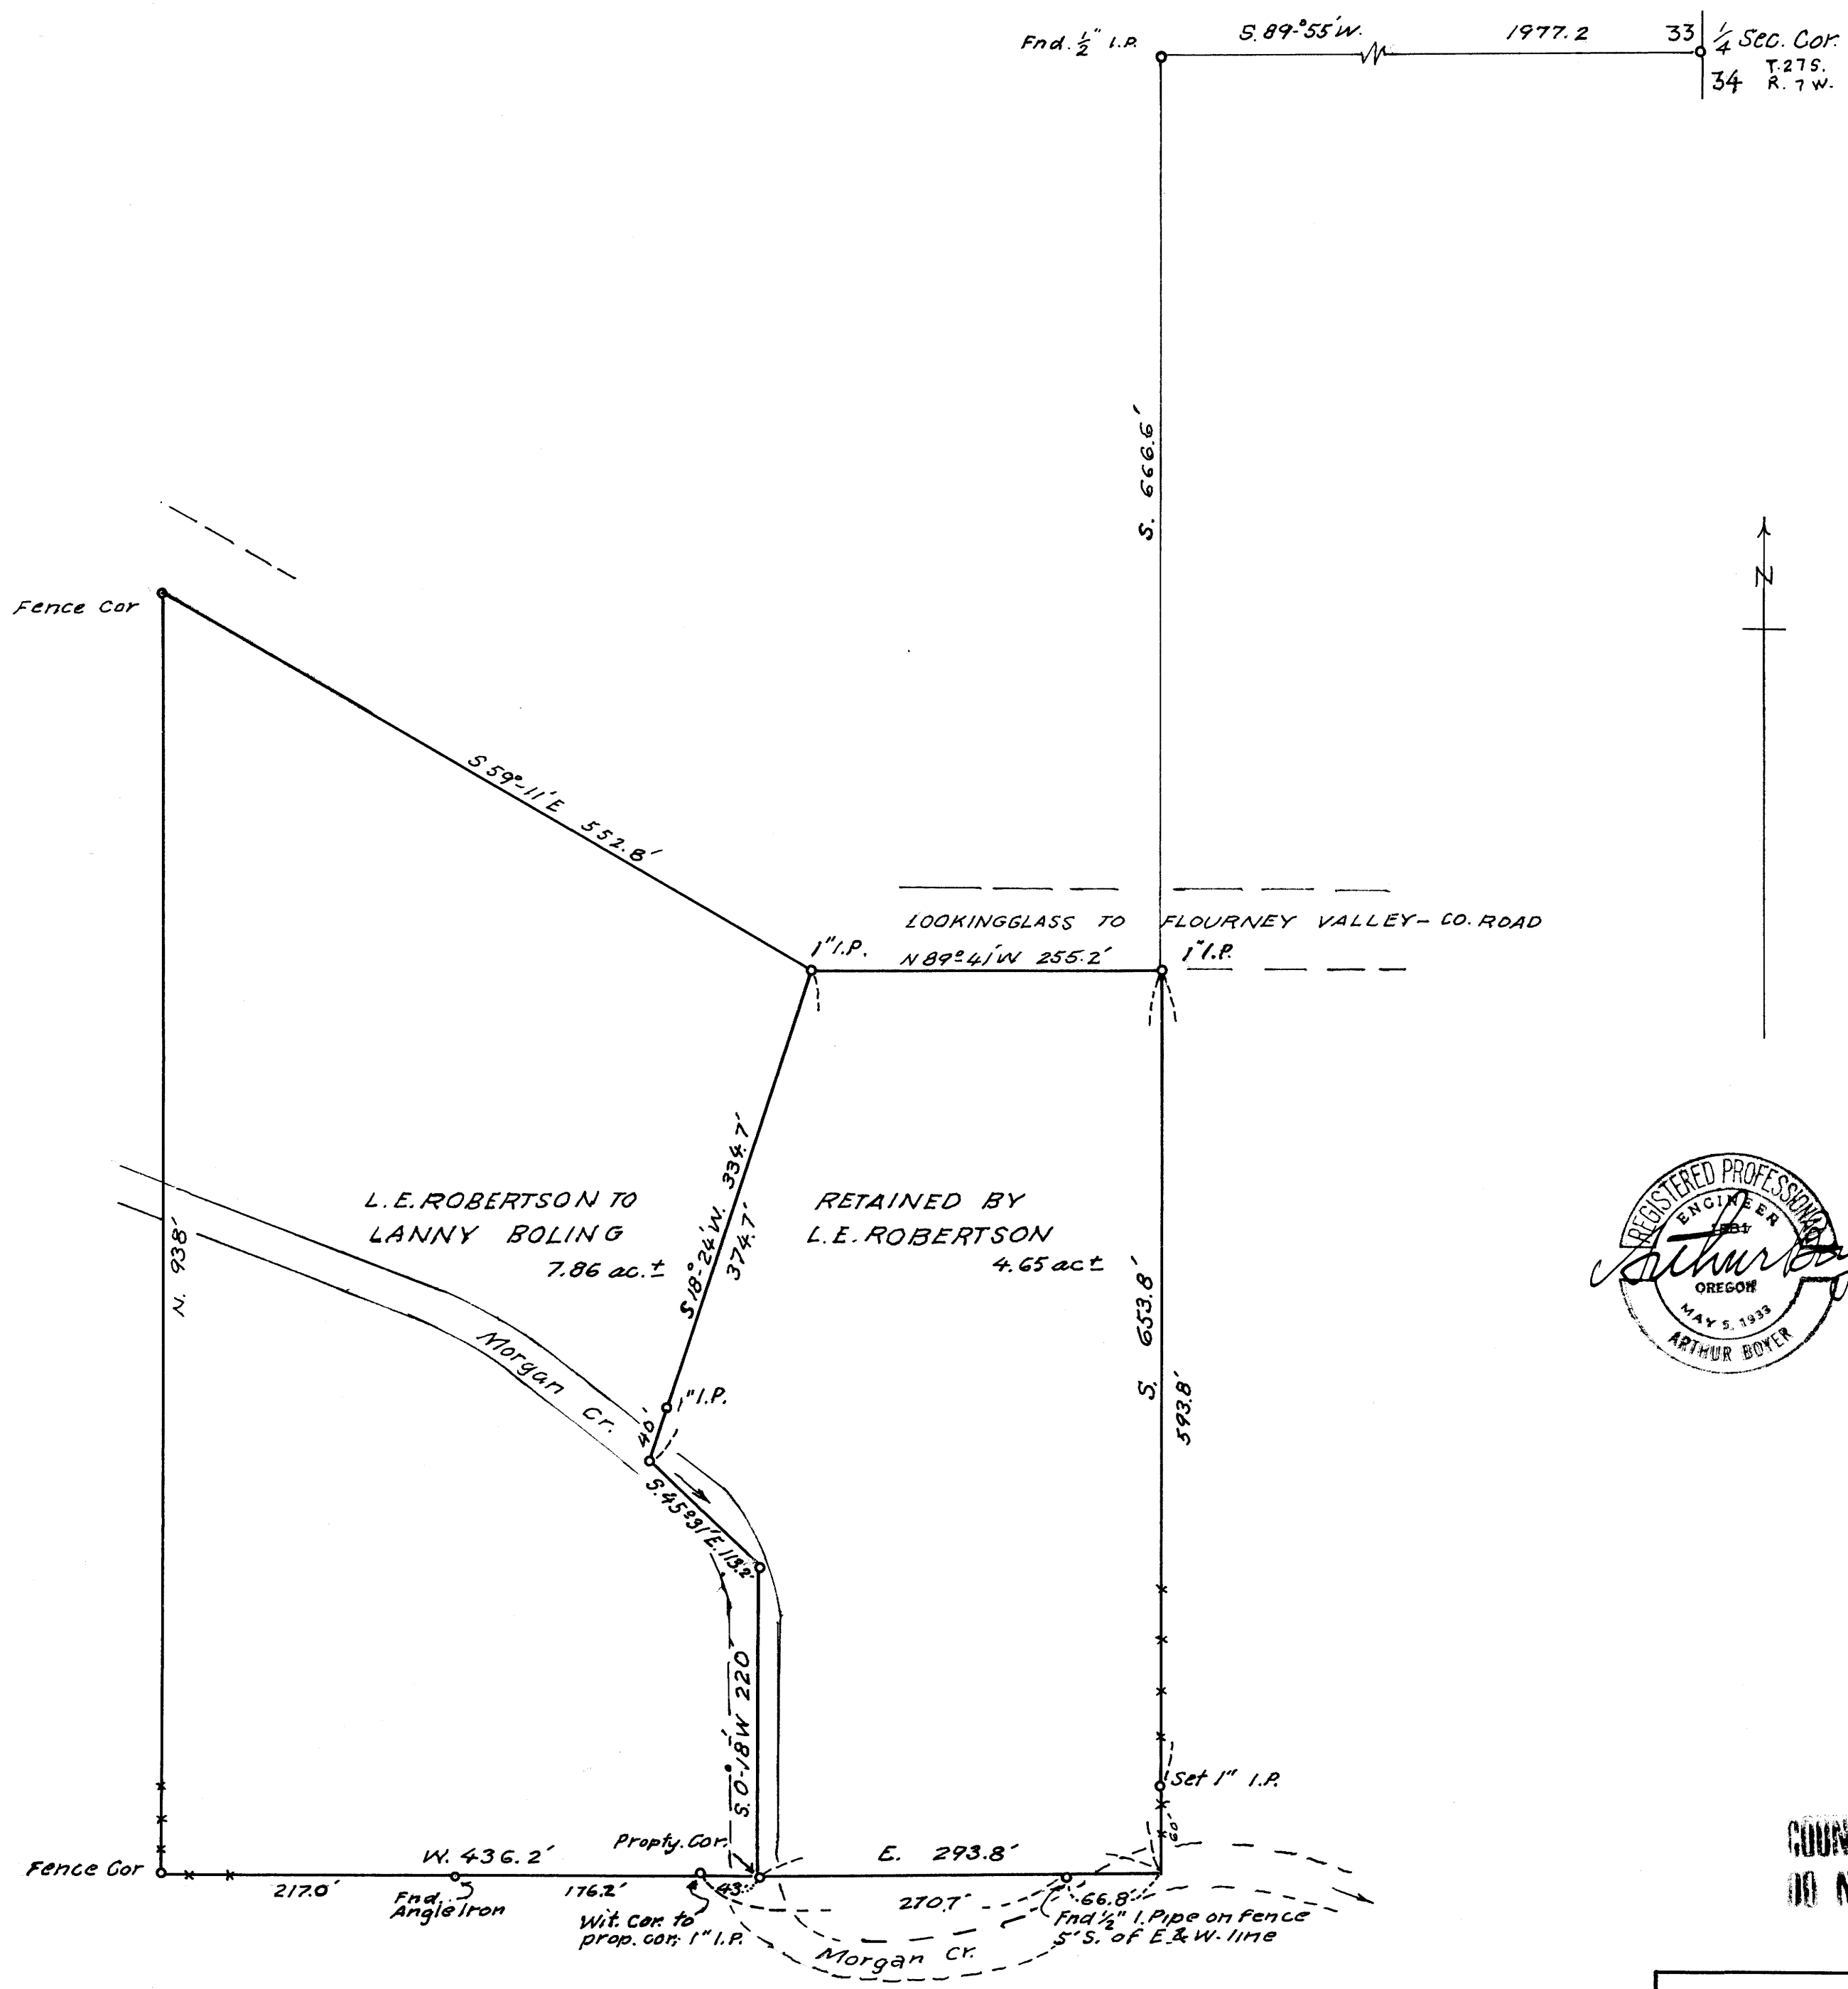 Fnd. ½" I.P.
S. 89°-55'W.
1977.2
33
¼ Sec. Cor.
34
T. 27 S.
R. 7 W.
S. 666.6'
N
Fence Cor
S 59°-11'E 552.8'
LOOKINGGLASS TO FLOURNEY VALLEY - CO. ROAD
1" I.P.
N 89°-41'W 255.2'
1" I.P.
L. E. ROBERTSON TO
LANNY BOLING
7.86 ac. ±
S 18°-24'W. 334.7'
374.7'
RETAINED BY
L. E. ROBERTSON
4.65 ac ±
N. 938'
S. 653.8'
593.8'
Morgan Cr.
1" I.P.
40'
S. 45°31'E. 113.2'
S. 0°-18'W 220'
REGISTERED PROFESSIONAL
ENGINEER
OREGON
MAY 5, 1933
ARTHUR BOYER
Set 1" I.P.
60'
Fence Cor
W. 436.2'
Propty. Cor.
E. 293.8'
217.0'
Fnd.
Angle Iron
176.2'
43'
Wit. Cor. to
prop. cor; 1" I.P.
270.7'
66.8'
Fnd ½" I. Pipe on fence
5' S. of E. & W. line
Morgan Cr.